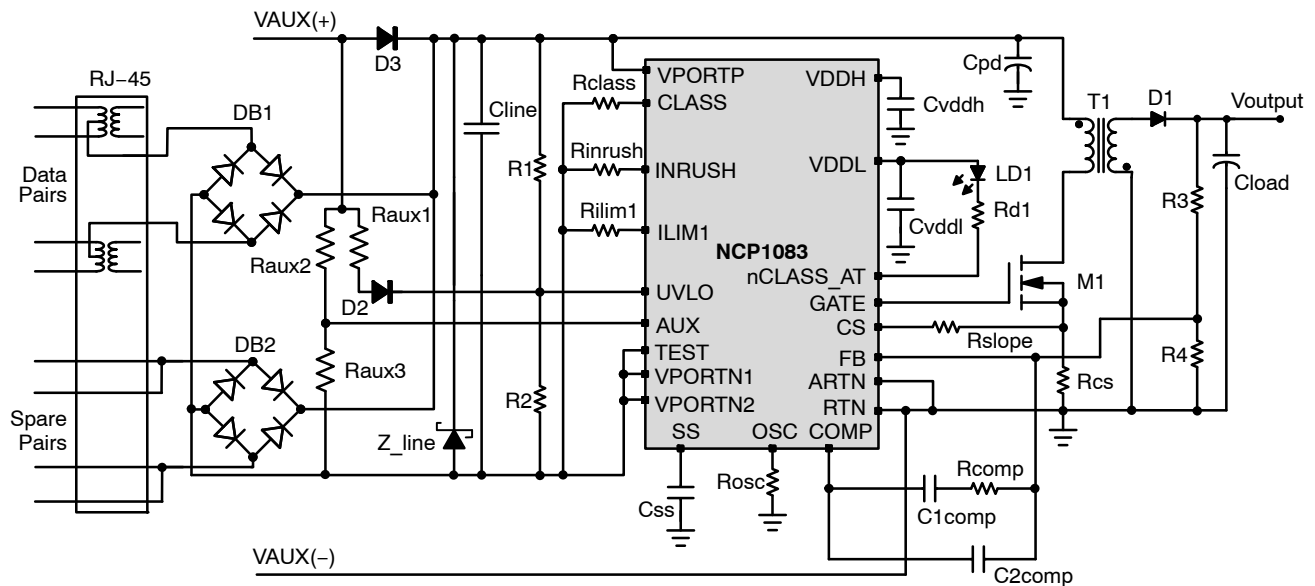 VAUX(+)
D3
RJ−45
DB1
Data
Pairs
Raux1
Raux2
D2
Raux3
DB2
Spare
Pairs
Z_line
Cline
R1
R2
Rclass
Rinrush
Rilim1
VPORTP
CLASS
INRUSH
ILIM1
NCP1083
UVLO
AUX
TEST
VPORTN1
VPORTN2
SS
OSC
COMP
VDDH
VDDL
nCLASS_AT
GATE
CS
FB
ARTN
RTN
Cpd
Cvddh
LD1
Rd1
Cvddl
T1
D1
Voutput
R3
Cload
M1
Rslope
R4
Rcs
Css
Rosc
Rcomp
C1comp
C2comp
VAUX(−)